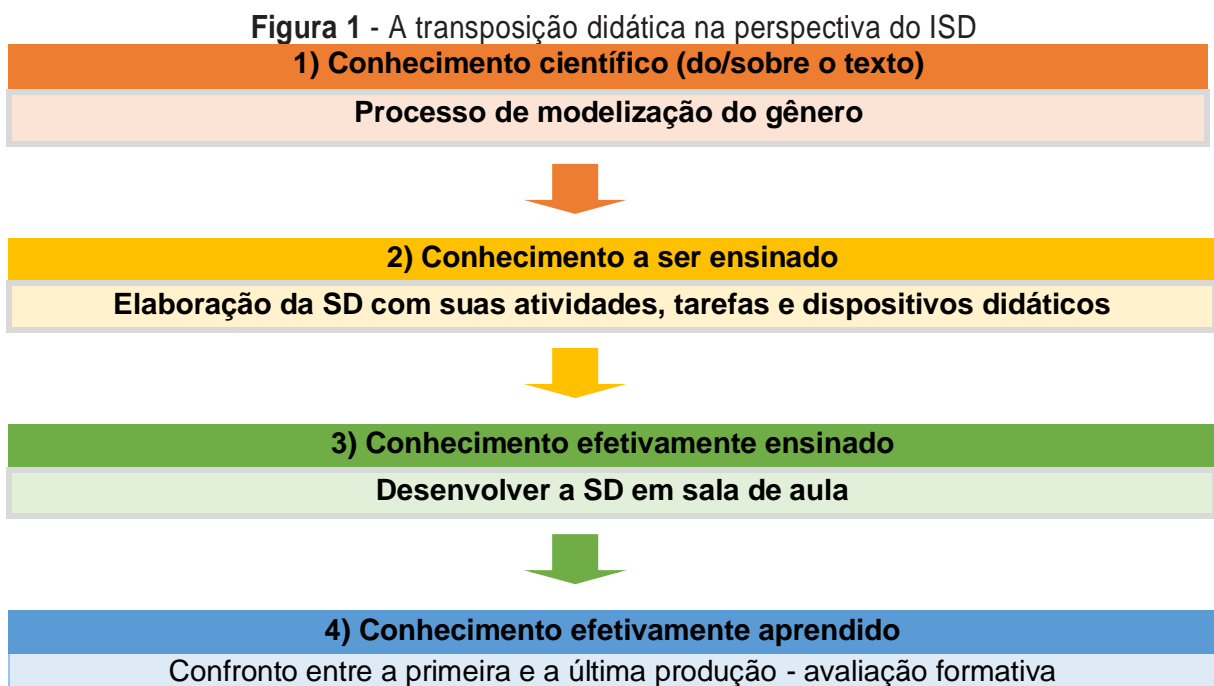 Figura 1 - A transposição didática na perspectiva do ISD
1) Conhecimento científico (do/sobre o texto)
Processo de modelização do gênero
2) Conhecimento a ser ensinado
Elaboração da SD com suas atividades, tarefas e dispositivos didáticos
3) Conhecimento efetivamente ensinado
Desenvolver a SD em sala de aula
4) Conhecimento efetivamente aprendido
Confronto entre a primeira e a última produção - avaliação formativa